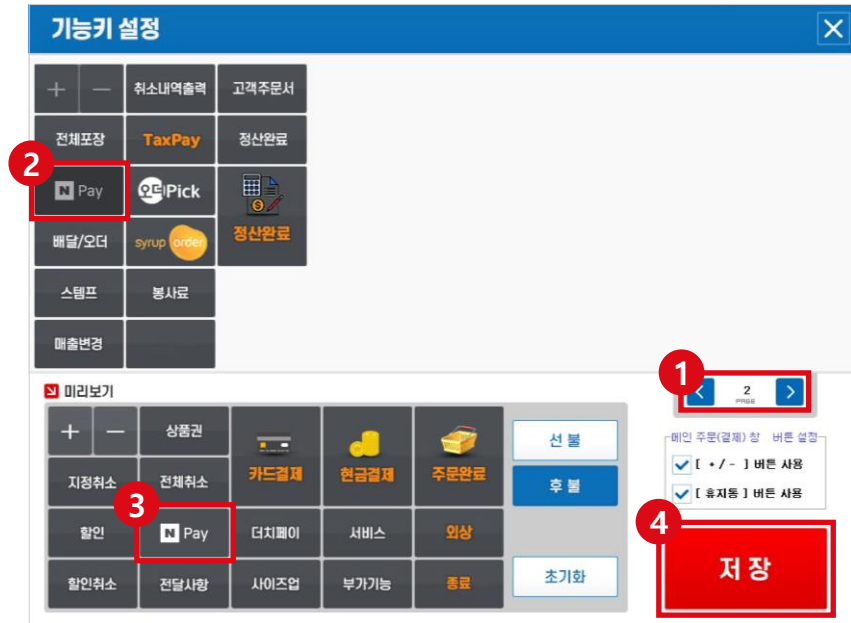 기능키 설정
+ - 취소내역출력 고객주문서
전체포장 TaxPay 정산완료
2
N Pay 오더Pick
정산완료
배달/오더 syrup order
스템프 봉사료
매출변경
미리보기
1
< 2 >
PAGE
+ - 상품권
카드결제 현금결제 주문완료
선 불
메인 주문(결제) 창 버튼 설정
[ + / - ] 버튼 사용
지정취소 전체취소
후 불
[ 휴지통 ] 버튼 사용
3
4
할인 N Pay 더치페이 서비스 외상
저 장
할인취소 전달사항 사이즈업 부가기능 종료
초기화